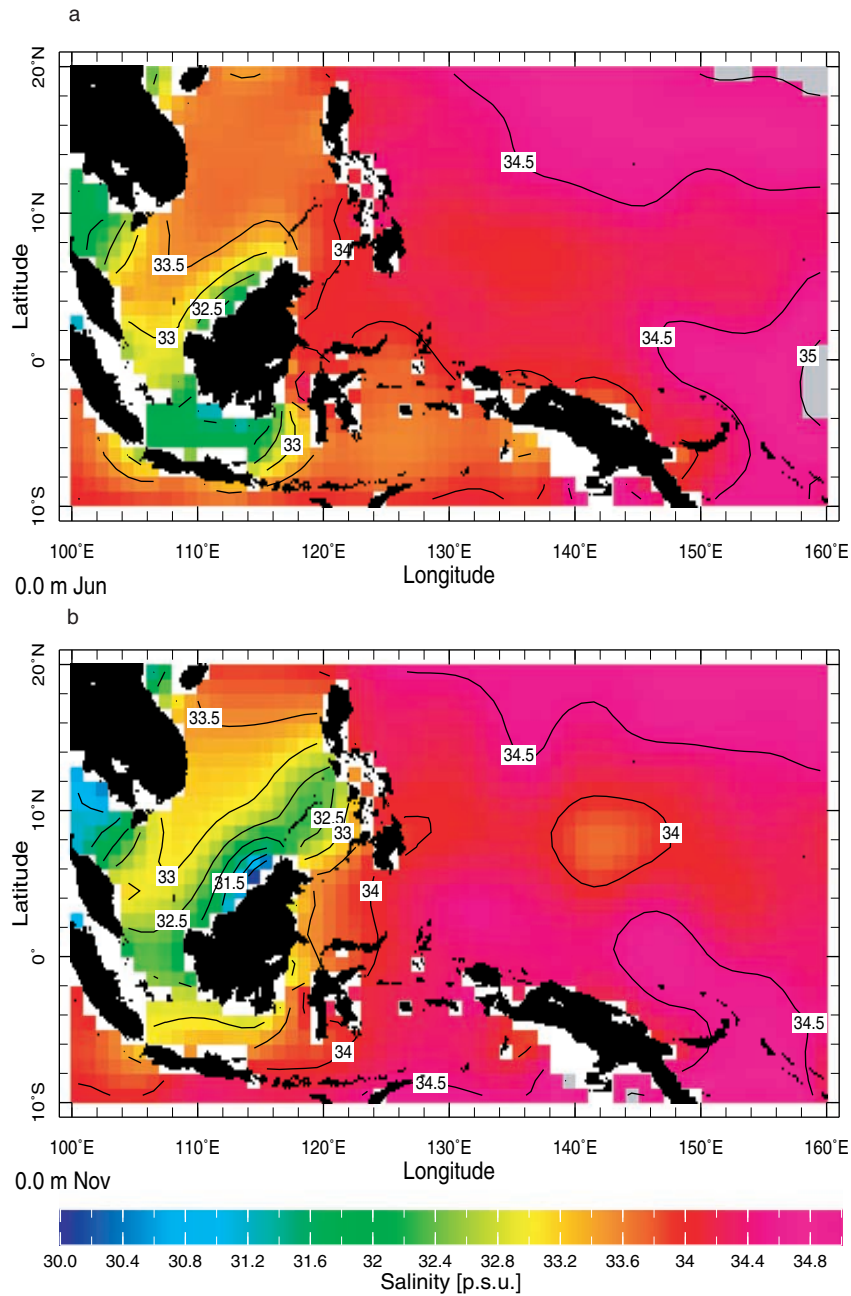 a
20˚N
10˚N
0˚
10˚S
Latitude
34.5
34
33.5
32.5
33
34.5
35
33
100˚E 110˚E 120˚E 130˚E 140˚E 150˚E 160˚E
Longitude
0.0 m Jun
b
20˚N
10˚N
0˚
10˚S
Latitude
33.5
34.5
32.5
33
34
33
31.5
34
32.5
34.5
34
34.5
100˚E 110˚E 120˚E 130˚E 140˚E 150˚E 160˚E
Longitude
0.0 m Nov
30.0 30.4 30.8 31.2 31.6 32 32.4 32.8 33.2 33.6 34 34.4 34.8
Salinity [p.s.u.]